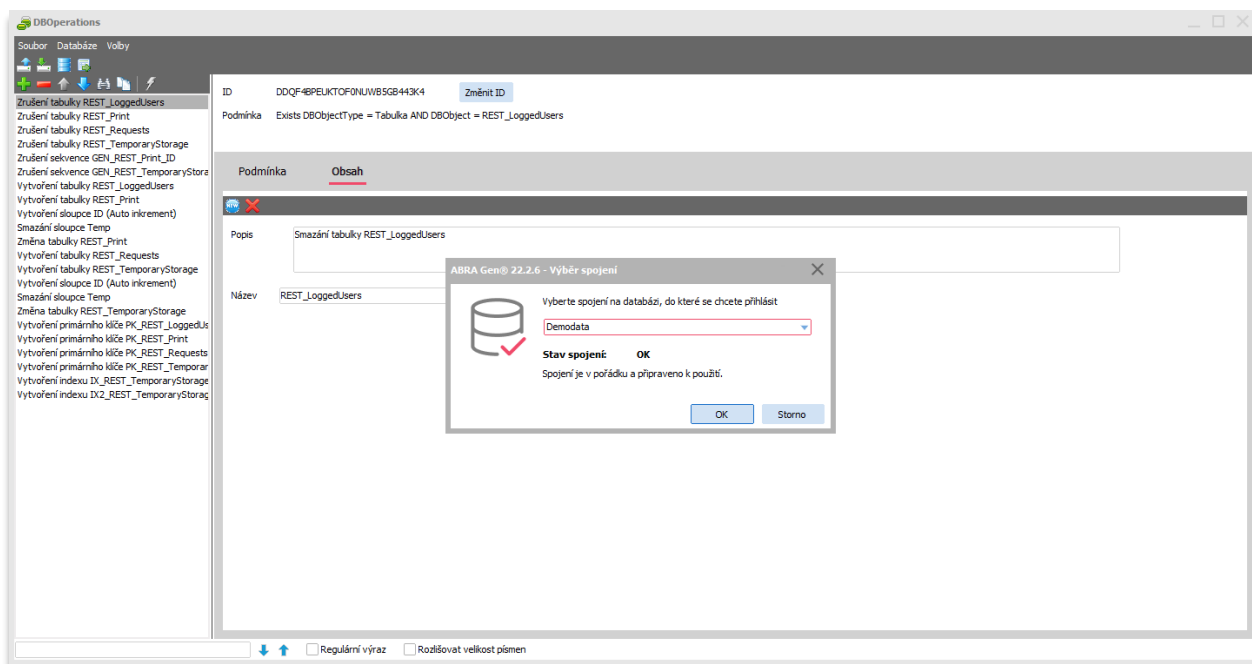 DBOperations
Soubor Databáze Volby
Zrušení tabulky REST_LoggedUsers
Zrušení tabulky REST_Print
Zrušení tabulky REST_Requests
Zrušení tabulky REST_TemporaryStorage
Zrušení sekvence GEN_REST_Print_ID
Zrušení sekvence GEN_REST_TemporaryStora
Vytvoření tabulky REST_LoggedUsers
Vytvoření tabulky REST_Print
Vytvoření sloupce ID (Auto inkrement)
Smazání sloupce Temp
Změna tabulky REST_Print
Vytvoření tabulky REST_Requests
Vytvoření tabulky REST_TemporaryStorage
Vytvoření sloupce ID (Auto inkrement)
Smazání sloupce Temp
Změna tabulky REST_TemporaryStorage
Vytvoření primárního klíče PK_REST_LoggedUs
Vytvoření primárního klíče PK_REST_Print
Vytvoření primárního klíče PK_REST_Requests
Vytvoření primárního klíče PK_REST_Temporar
Vytvoření indexu IX_REST_TemporaryStorage
Vytvoření indexu IX2_REST_TemporaryStorag
ID DDQF4BPEUKTOF0NUWB5GB443K4 Změnit ID
Podmínka Exists DBObjectType = Tabulka AND DBObject = REST_LoggedUsers
Podmínka Obsah
Popis Smazání tabulky REST_LoggedUsers
Název REST_LoggedUsers
ABRA Gen® 22.2.6 - Výběr spojení
Vyberte spojení na databázi, do které se chcete přihlásit
Demodata
Stav spojení: OK
Spojení je v pořádku a připraveno k použití.
OK Storno
Regulární výraz Rozlišovat velikost písmen